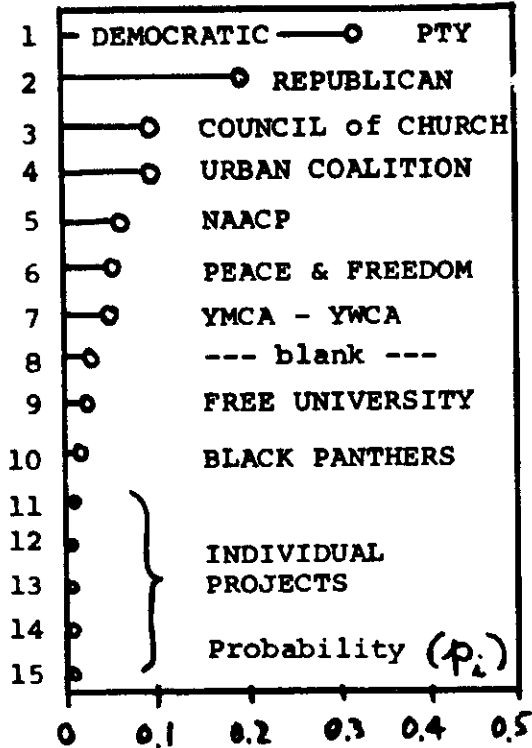 1 DEMOCRATIC PTY
2 REPUBLICAN
3 COUNCIL of CHURCH
4 URBAN COALITION
5 NAACP
6 PEACE & FREEDOM
7 YMCA - YWCA
8 --- blank ---
9 FREE UNIVERSITY
10 BLACK PANTHERS
11
12 INDIVIDUAL
13 PROJECTS
14 Probability (pᵢ)
15
0 0.1 0.2 0.3 0.4 0.5